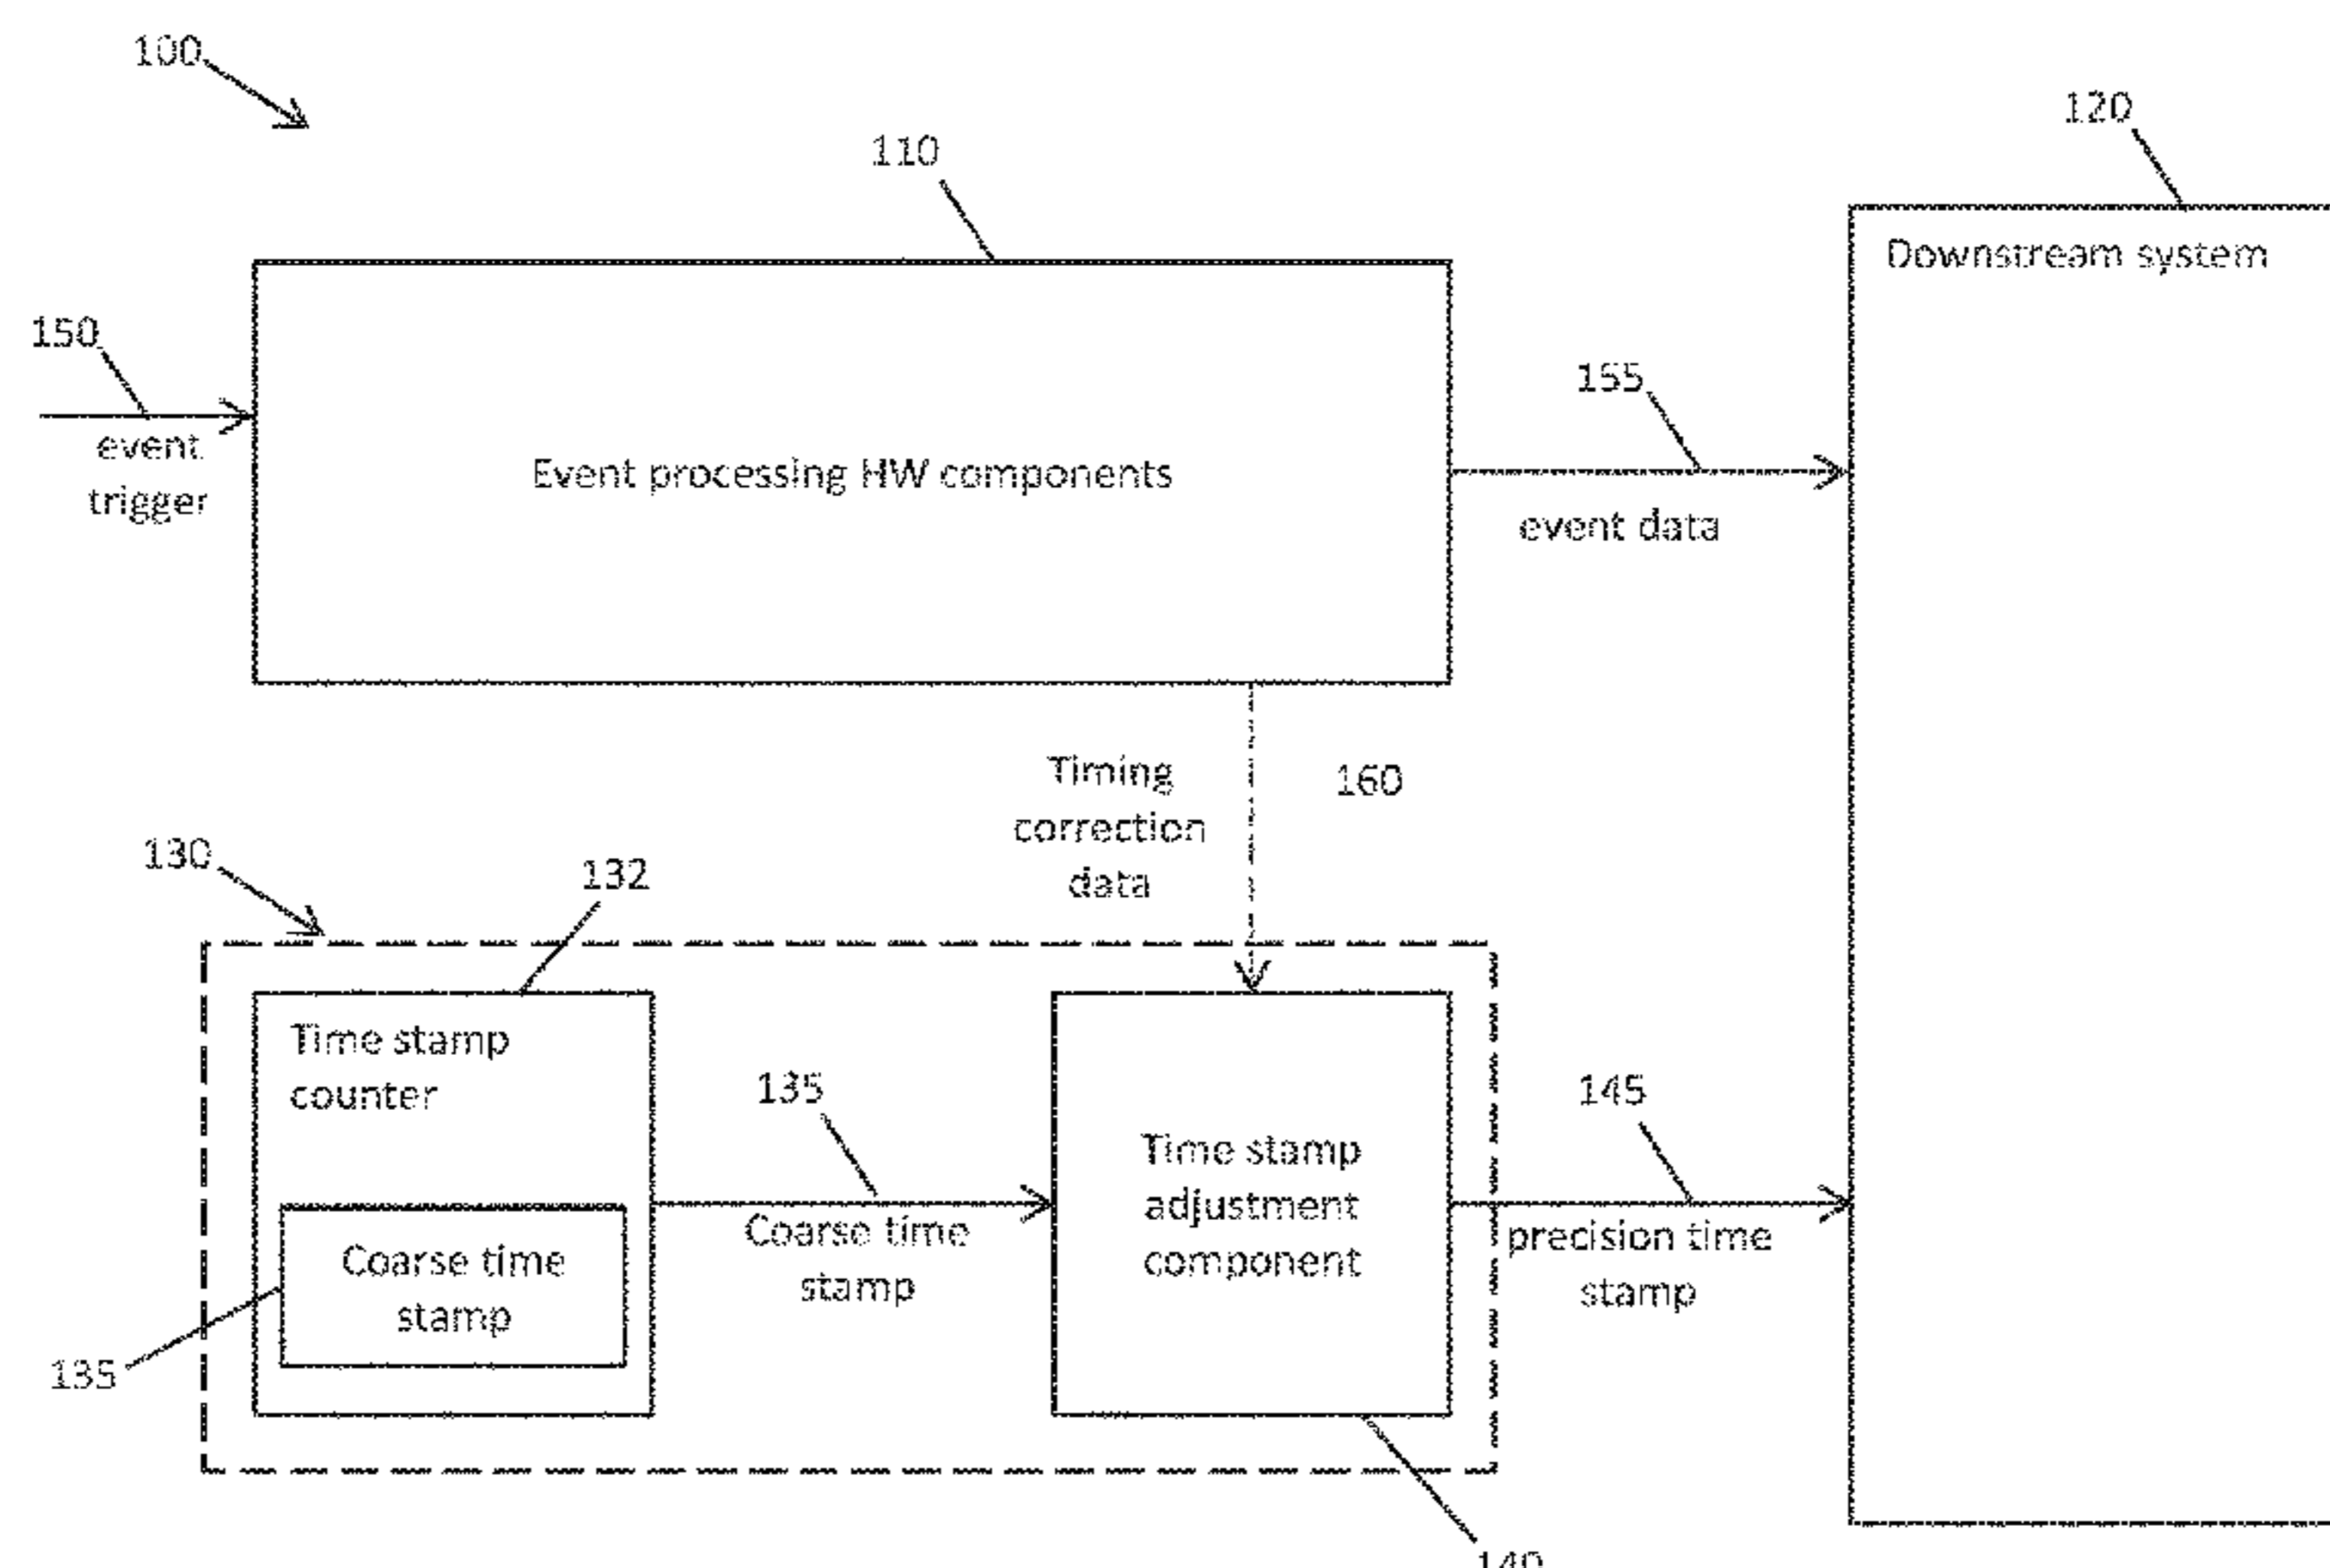 100
120
110
Downstream system
150
event
trigger
Event processing HW components
155
event data
Timing
correction
data
160
130
132
Time stamp
counter
135
Coarse time
stamp
Time stamp
adjustment
component
145
precision time
stamp
Coarse time
stamp
135
140